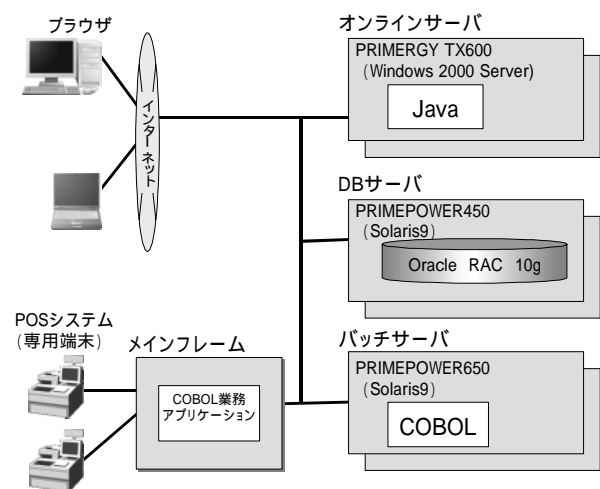 ブラウザ
インターネット
オンラインサーバ
PRIMERGY TX600
(Windows 2000 Server)
Java
DBサーバ
PRIMEPOWER450
(Solaris9)
Oracle RAC 10g
POSシステム
(専用端末)
メインフレーム
COBOL業務
アプリケーション
バッチサーバ
PRIMEPOWER650
(Solaris9)
COBOL